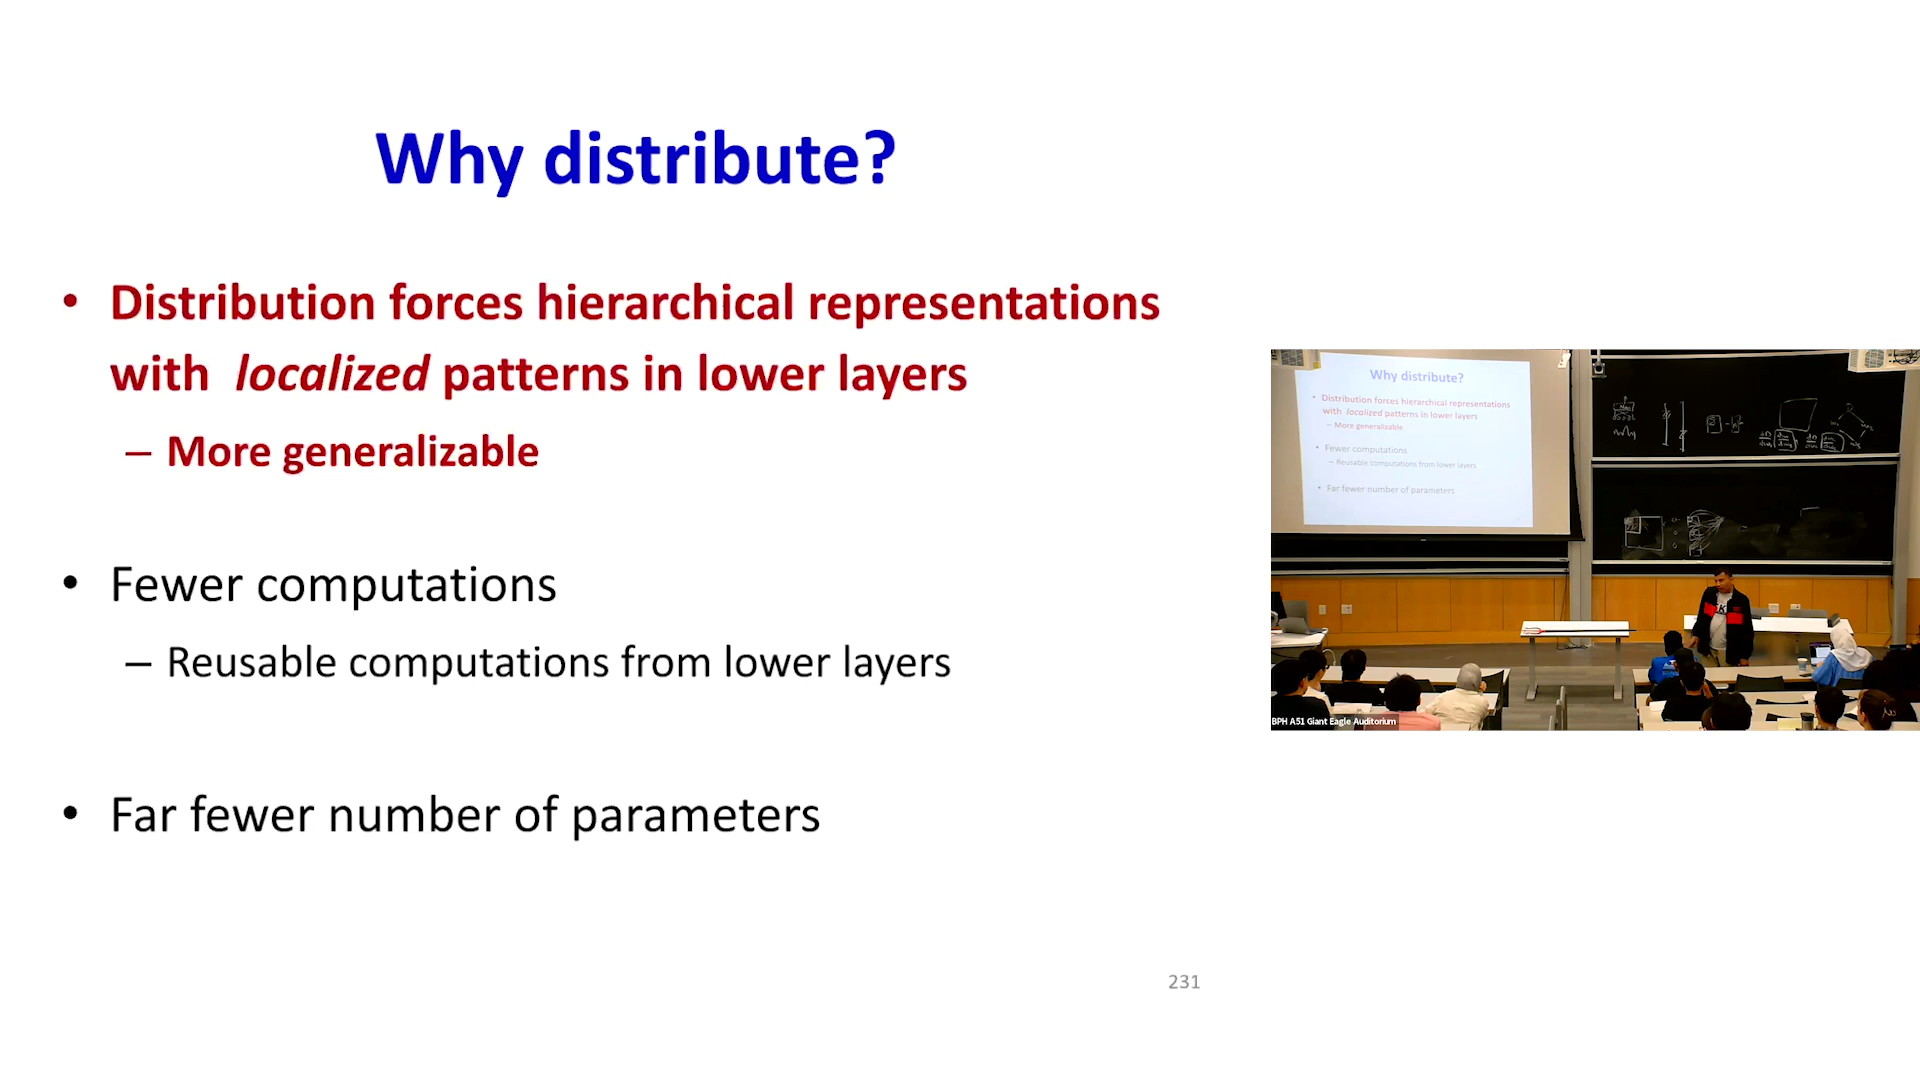 Why distribute?
• Distribution forces hierarchical representations
with localized patterns in lower layers
– More generalizable
• Fewer computations
– Reusable computations from lower layers
• Far fewer number of parameters
231
Why distribute?
• Distribution forces hierarchical representations
with localized patterns in lower layers
– More generalizable
• Fewer computations
– Reusable computations from lower layers
• Far fewer number of parameters
BPH A51 Giant Eagle Auditorium